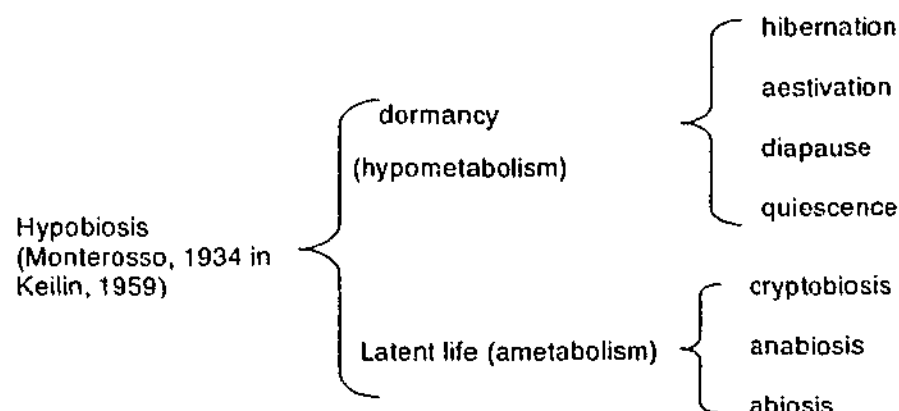 Hypobiosis
(Monterosso, 1934 in
Keilin, 1959)
dormancy
(hypometabolism)
hibernation
aestivation
diapause
quiescence
Latent life (ametabolism)
cryptobiosis
anabiosis
abiosis